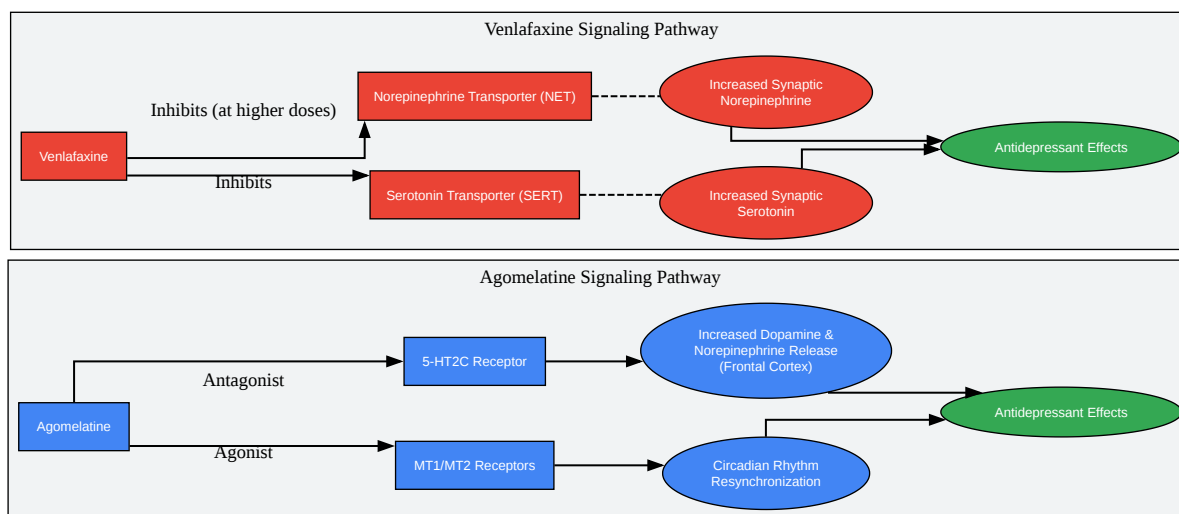 Venlafaxine Signaling Pathway
Inhibits (at higher doses)
Norepinephrine Transporter (NET)
Increased Synaptic
Norepinephrine
Venlafaxine
Antidepressant Effects
Inhibits
Serotonin Transporter (SERT)
Increased Synaptic
Serotonin
Agomelatine Signaling Pathway
Antagonist
5-HT2C Receptor
Increased Dopamine &
Norepinephrine Release
(Frontal Cortex)
Agomelatine
Antidepressant Effects
Agonist
MT1/MT2 Receptors
Circadian Rhythm
Resynchronization